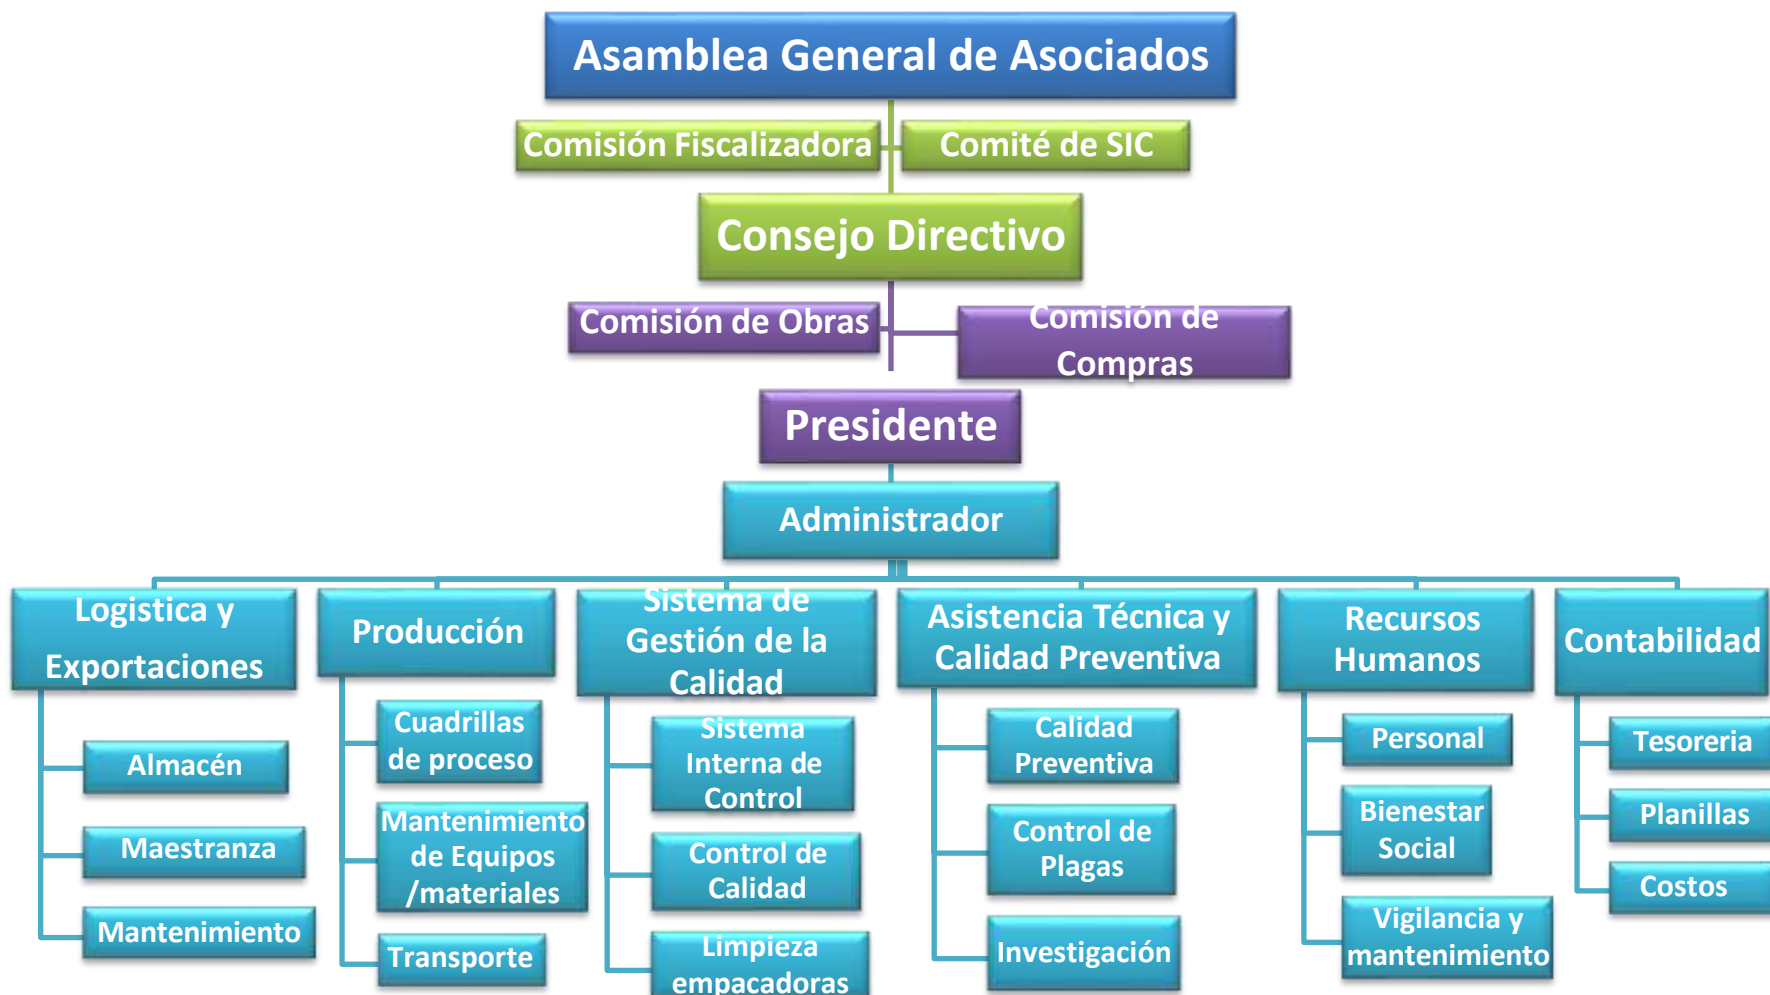 Asamblea General de Asociados
Comisión Fiscalizadora
Comité de SIC
Consejo Directivo
Comisión de Obras
Comisión de
Compras
Presidente
Administrador
Logistica y
Exportaciones
Almacén
Maestranza
Mantenimiento
Producción
Cuadrillas
de proceso
Mantenimiento
de Equipos
/materiales
Transporte
Sistema de
Gestión de la
Calidad
Sistema
Interna de
Control
Control de
Calidad
Limpieza
empacadoras
Asistencia Técnica y
Calidad Preventiva
Calidad
Preventiva
Control de
Plagas
Investigación
Recursos
Humanos
Personal
Bienestar
Social
Vigilancia y
mantenimiento
Contabilidad
Tesoreria
Planillas
Costos